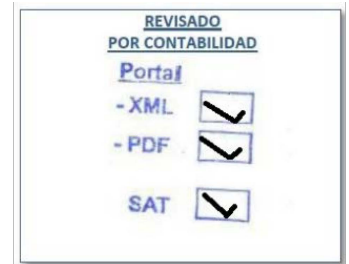 REVISADO
POR CONTABILIDAD
Portal
- XML
- PDF
SAT